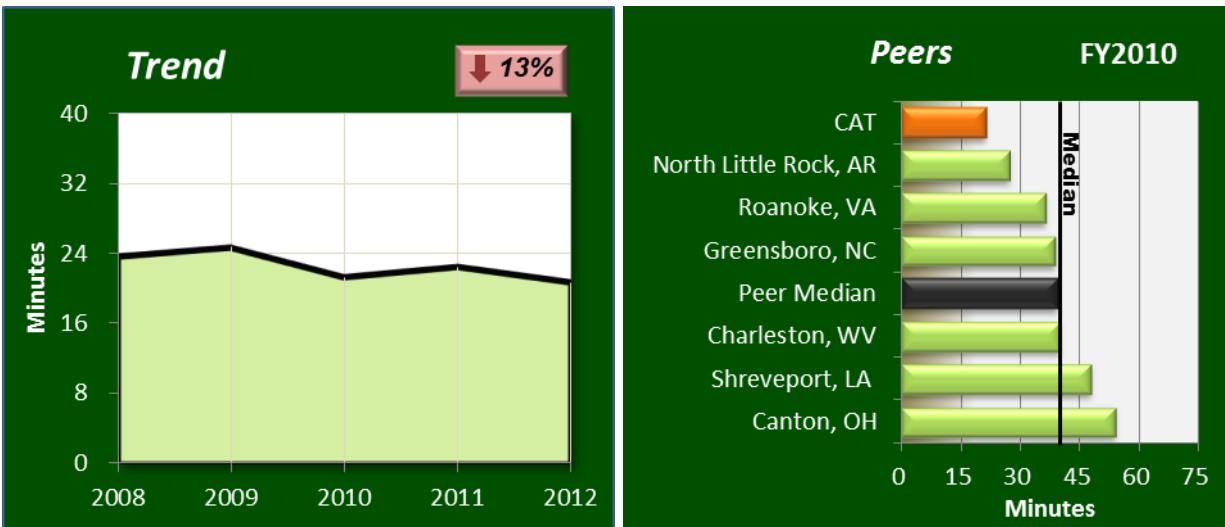 Trend
13%
40
32
24
16
8
0
Minutes
2008 2009 2010 2011 2012
Peers FY2010
CAT
North Little Rock, AR
Roanoke, VA
Greensboro, NC
Peer Median
Charleston, WV
Shreveport, LA
Canton, OH
Median
0 15 30 45 60 75
Minutes